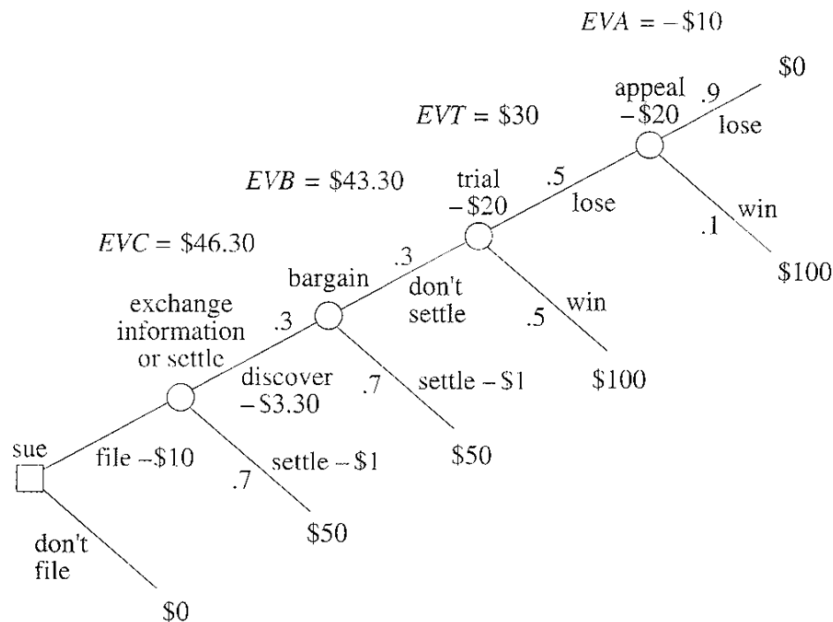 EVA = –$10
$0
appeal
–$20
.9
lose
EVT = $30
.5
lose
win
.1
$100
trial
–$20
EVB = $43.30
.3
don't
settle
win
.5
$100
EVC = $46.30
bargain
exchange
information
or settle
.3
discover
–$3.30
.7
settle –$1
$50
sue
file –$10
settle –$1
.7
$50
don't
file
$0